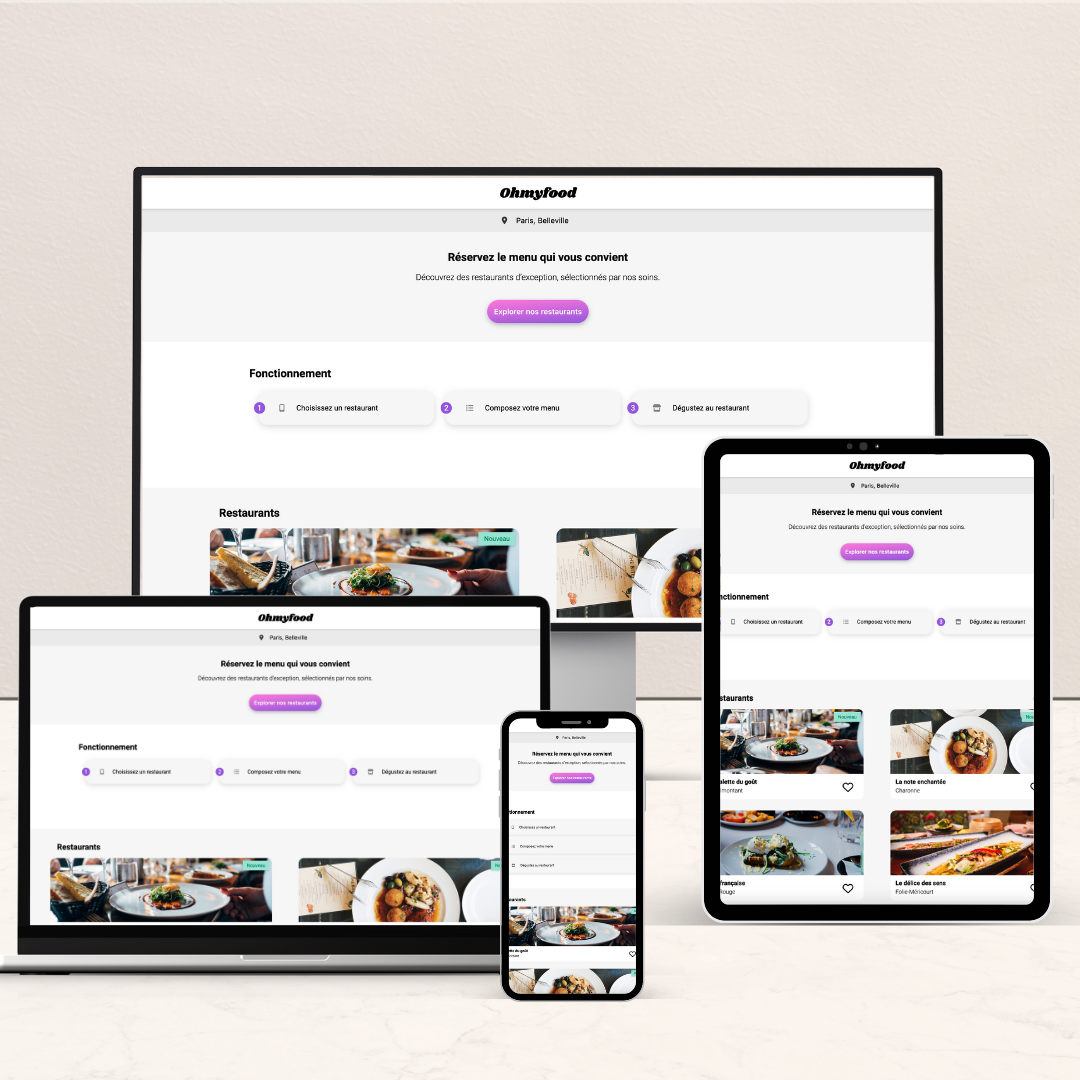 Ohmyfood
Paris, Belleville
Réservez le menu qui vous convient
Découvrez des restaurants d'exception, sélectionnés par nos soins.
Explorer nos restaurants
Fonctionnement
1 Choisissez un restaurant
2 Composez votre menu
3 Dégustez au restaurant
Restaurants
Nouveau
Ohmyfood
Paris, Belleville
Réservez le menu qui vous convient
Découvrez des restaurants d'exception, sélectionnés par nos soins.
Explorer nos restaurants
nctionnement
Choisissez un restaurant
2 Composez votre menu
3 Dégustez au restaurant
staurants
Nouveau
Nou
alette du goût
lmontant
La note enchantée
Charonne
française
Rouge
Le délice des sens
Folie-Méricourt
Ohmyfood
Paris, Belleville
Réservez le menu qui vous convient
Découvrez des restaurants d'exception, sélectionnés par nos soins.
Explorer nos restaurants
Fonctionnement
1 Choisissez un restaurant
2 Composez votre menu
3 Dégustez au restaurant
Restaurants
Nouveau
No
Paris, Belleville
Réservez le menu qui vous convient
Découvrez des restaurants d'exception, sélectionnés par nos soins.
Explorer nos restaurants
tionnement
Choisissez un restaurant
Composez votre menu
Dégustez au restaurant
aurants
du goût